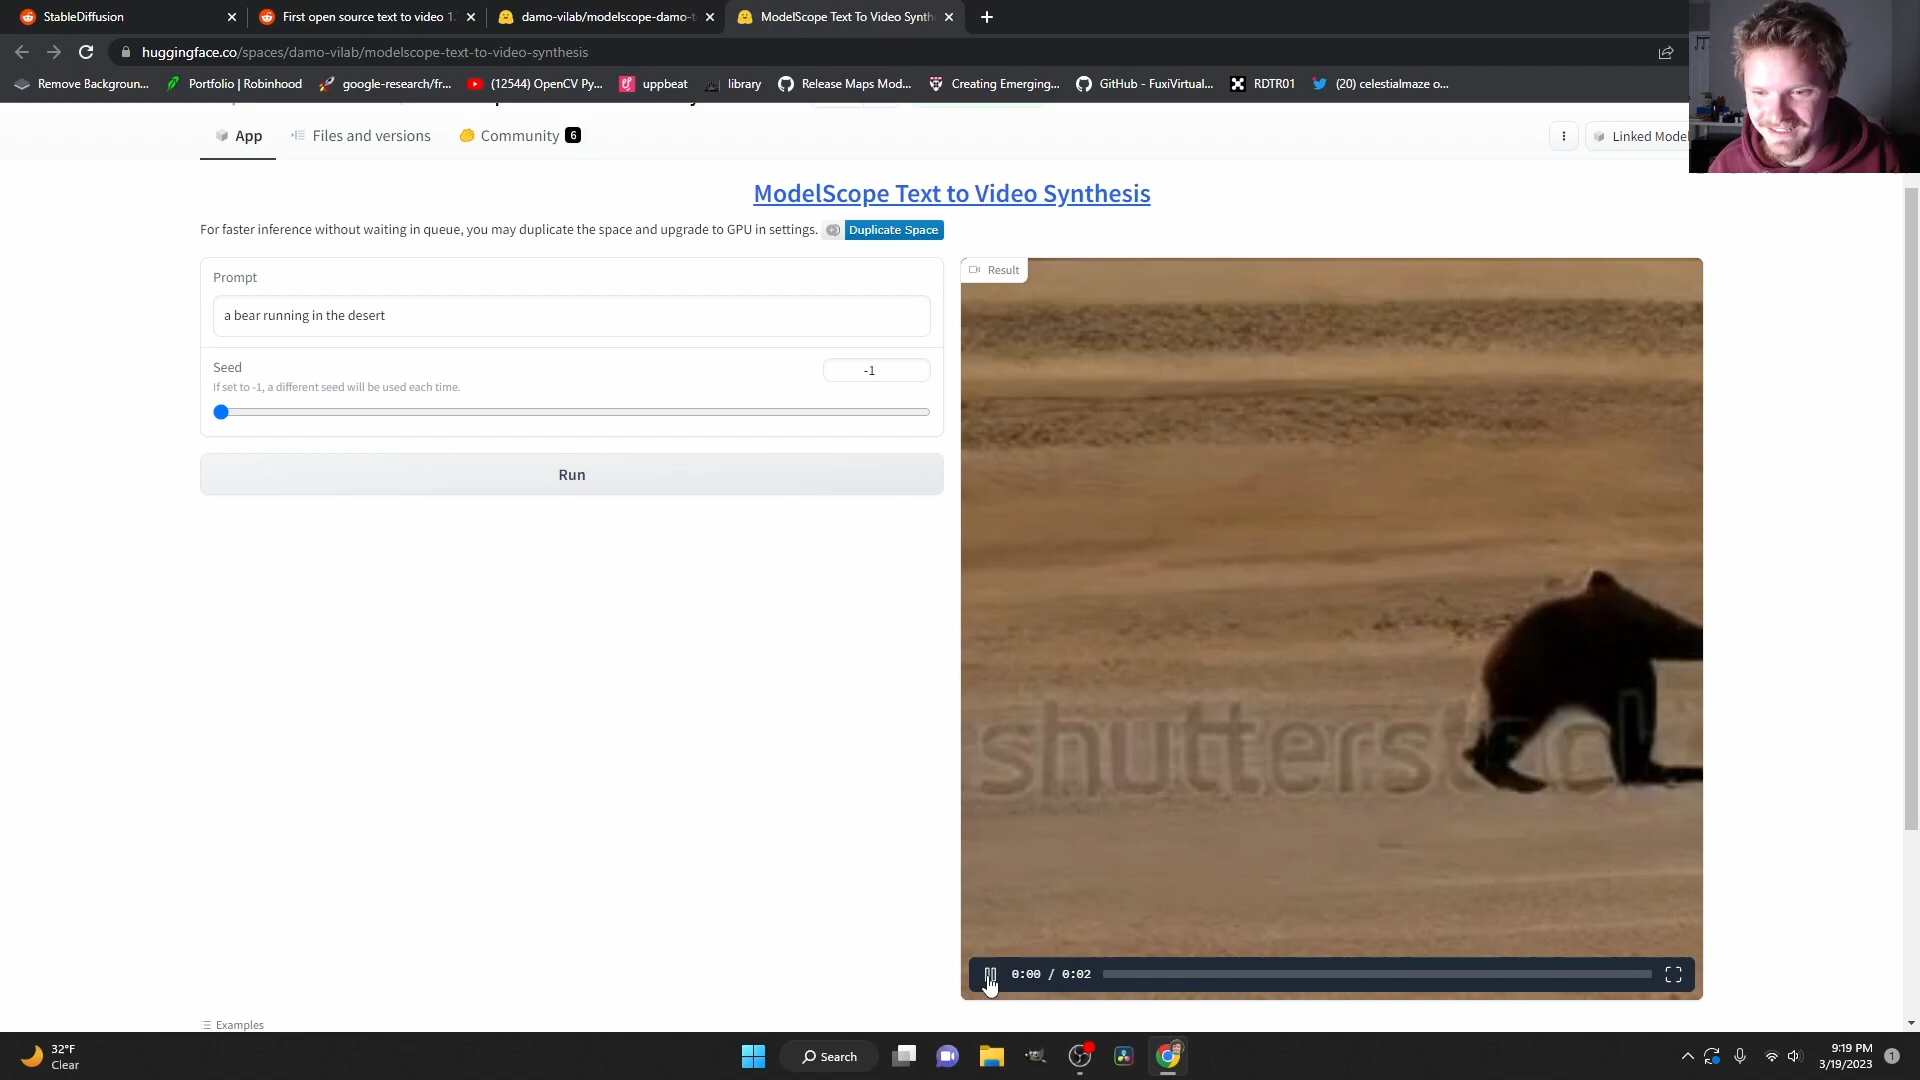 StableDiffusion
First open source text to video 1.
damo-vilab/modelscope-damo-t
ModelScope Text To Video Synth
huggingface.co/spaces/damo-vilab/modelscope-text-to-video-synthesis
Remove Backgroun...
Portfolio | Robinhood
google-research/fr...
(12544) OpenCV Py...
uppbeat
library
Release Maps Mod...
Creating Emerging...
GitHub - FuxiVirtual...
RDTR01
(20) celestialmaze o...
App
Files and versions
Community 6
Linked Model
ModelScope Text to Video Synthesis
For faster inference without waiting in queue, you may duplicate the space and upgrade to GPU in settings.
Duplicate Space
Prompt
a bear running in the desert
Seed
-1
If set to -1, a different seed will be used each time.
Run
Result
shutterst
0:00 / 0:02
Examples
32°F
Clear
Search
9:19 PM
3/19/2023
1